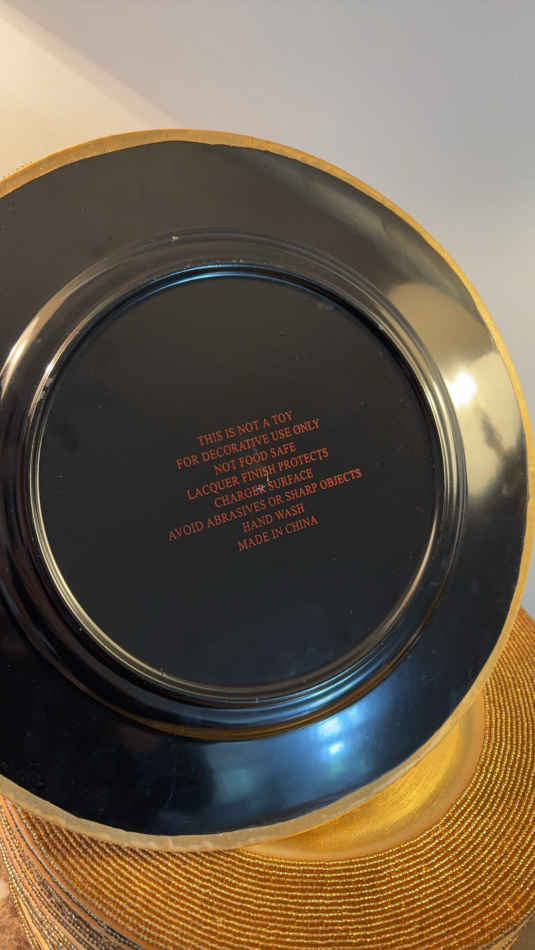 THIS IS NOT A TOY
FOR DECORATIVE USE ONLY
NOT FOOD SAFE
LACQUER FINISH PROTECTS
CHARGER SURFACE
AVOID ABRASIVES OR SHARP OBJECTS
HAND WASH
MADE IN CHINA